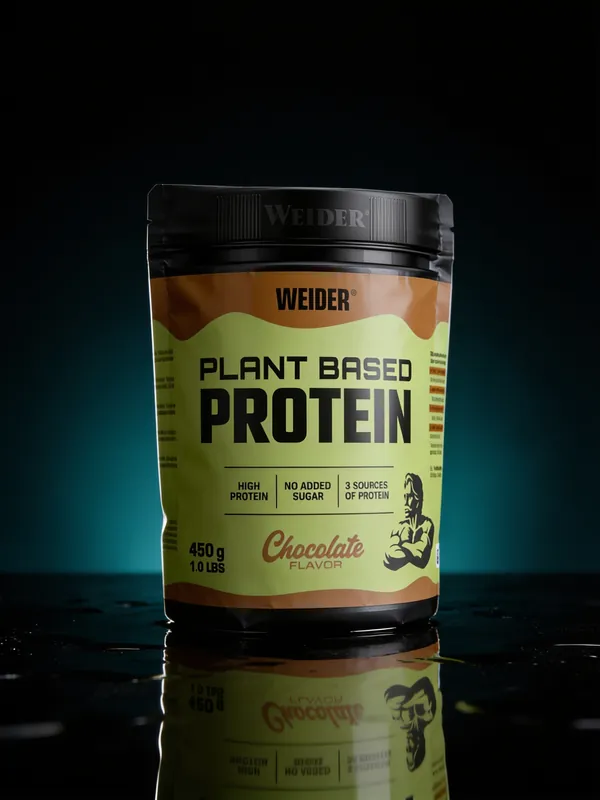 WEIDER®
WEIDER®
PLANT BASED
PROTEIN
HIGH PROTEIN
NO ADDED SUGAR
3 SOURCES OF PROTEIN
Chocolate
FLAVOR
450 g
1.0 LBS